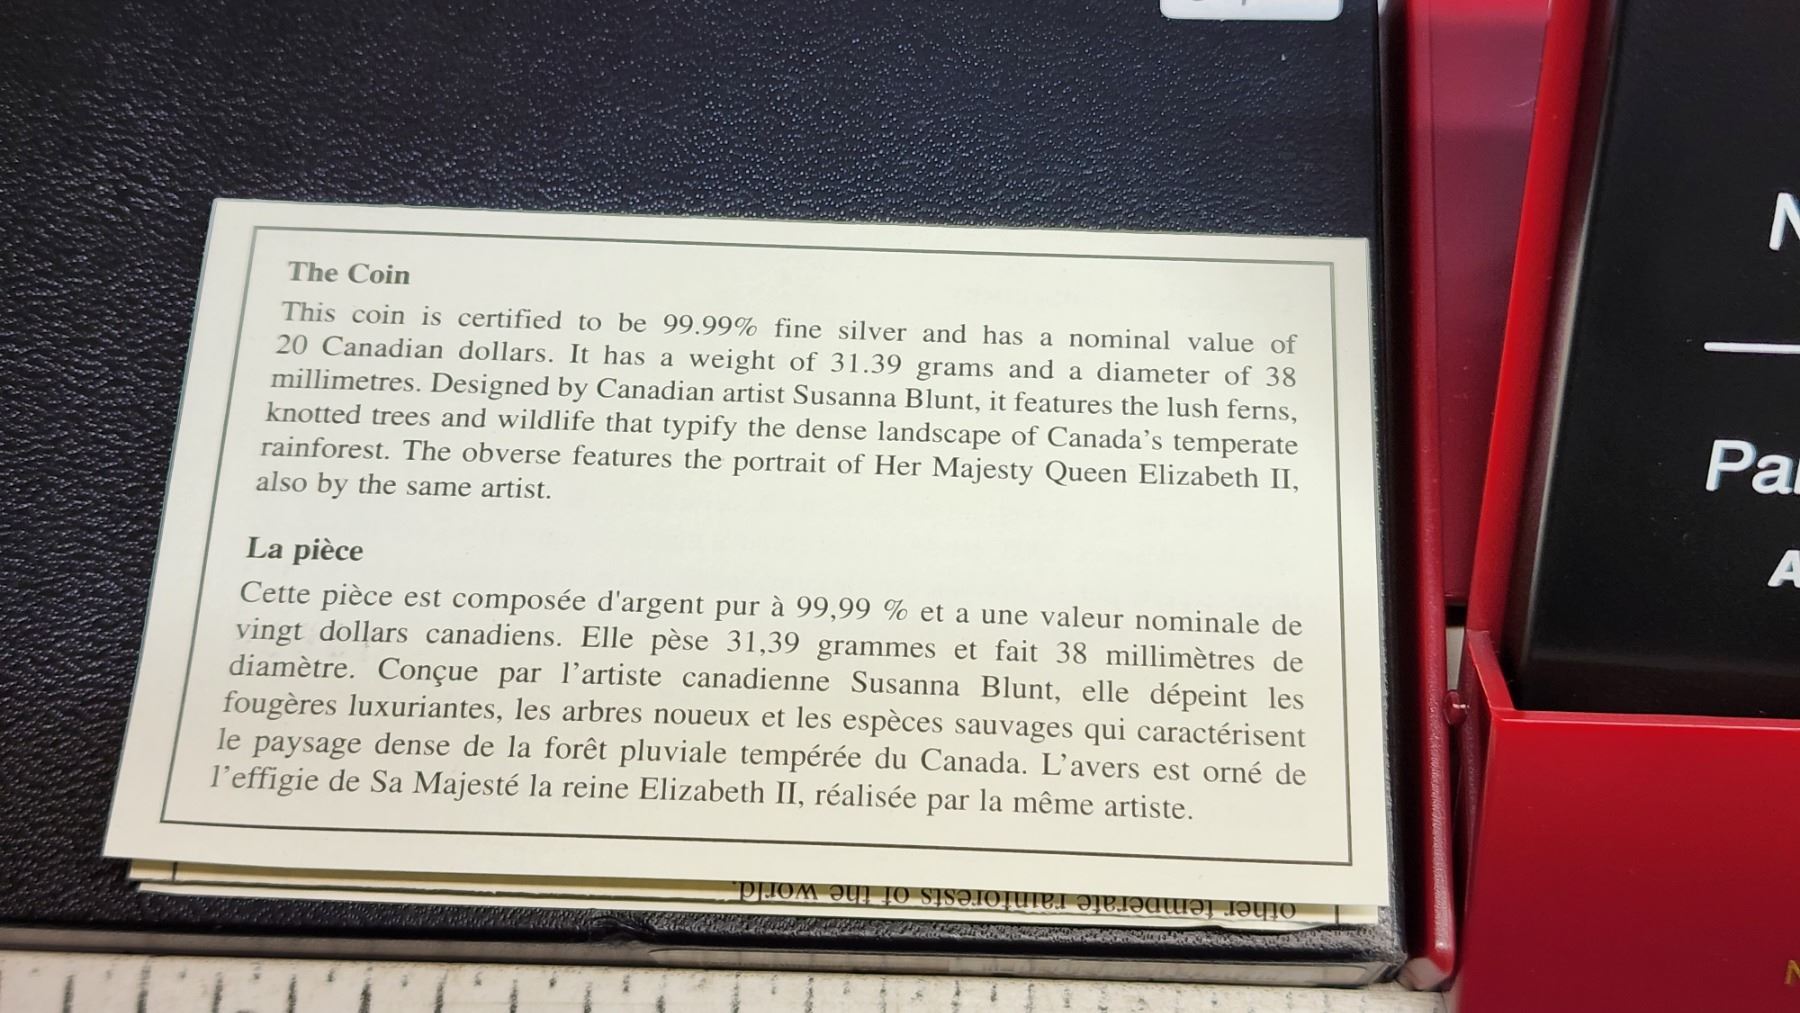 The Coin
This coin is certified to be 99.99% fine silver and has a nominal value of
20 Canadian dollars. It has a weight of 31.39 grams and a diameter of 38
millimetres. Designed by Canadian artist Susanna Blunt, it features the lush ferns,
knotted trees and wildlife that typify the dense landscape of Canada’s temperate
rainforest. The obverse features the portrait of Her Majesty Queen Elizabeth II,
also by the same artist.
La pièce
Cette pièce est composée d'argent pur à 99,99 % et a une valeur nominale de
vingt dollars canadiens. Elle pèse 31,39 grammes et fait 38 millimètres de
diamètre. Conçue par l’artiste canadienne Susanna Blunt, elle dépeint les
fougères luxuriantes, les arbres noueux et les espèces sauvages qui caractérisent
le paysage dense de la forêt pluviale tempérée du Canada. L’avers est orné de
l’effigie de Sa Majesté la reine Elizabeth II, réalisée par la même artiste.
other temperate rainforests of the world.